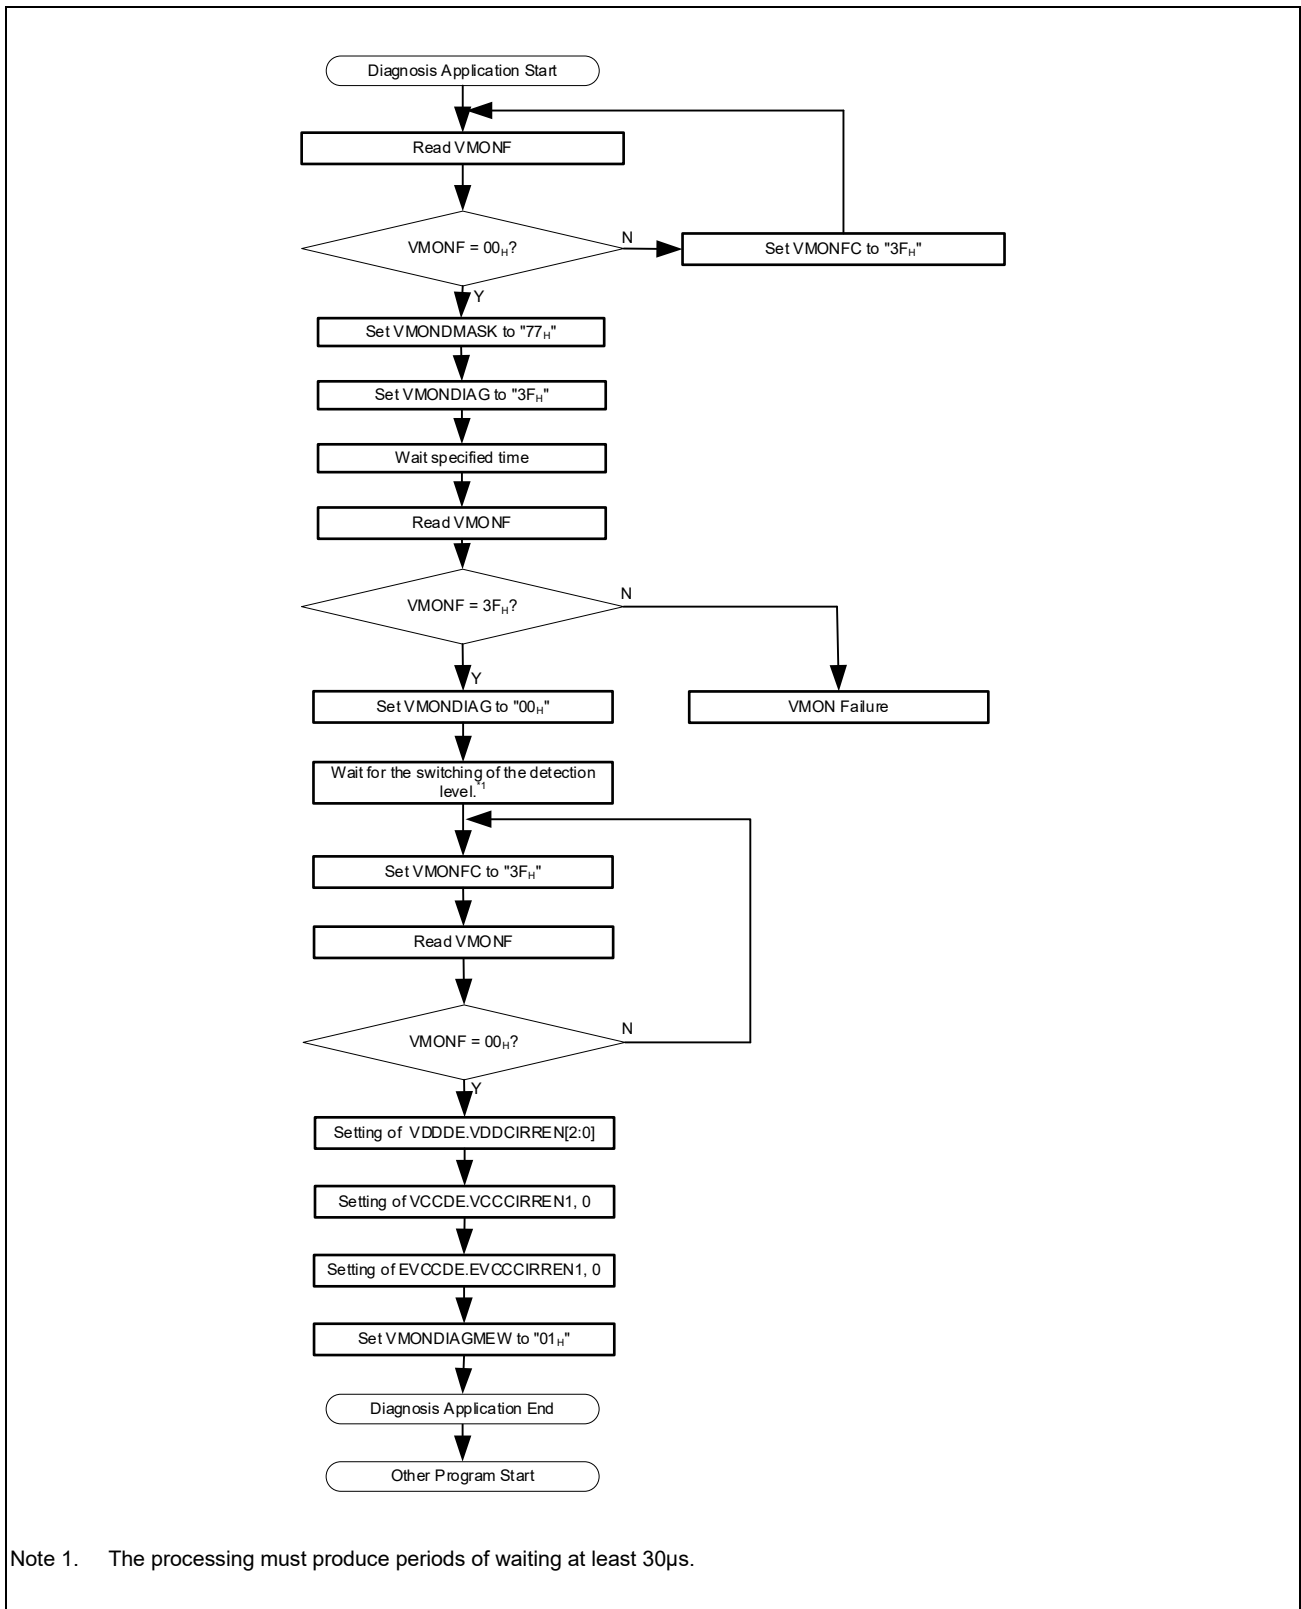 Diagnosis Application Start
Read VMONF
VMONF = 00H?
N
Set VMONFC to "3FH"
Y
Set VMONDMASK to "77H"
Set VMONDIAG to "3FH"
Wait specified time
Read VMONF
VMONF = 3FH?
N
Y
Set VMONDIAG to "00H"
VMON Failure
Wait for the switching of the detection
level.*1
Set VMONFC to "3FH"
Read VMONF
VMONF = 00H?
N
Y
Setting of VDDDE.VDDCIRREN[2:0]
Setting of VCCDE.VCCCIRREN1, 0
Setting of EVCCDE.EVCCCIRREN1, 0
Set VMONDIAGMEW to "01H"
Diagnosis Application End
Other Program Start
Note 1. The processing must produce periods of waiting at least 30µs.